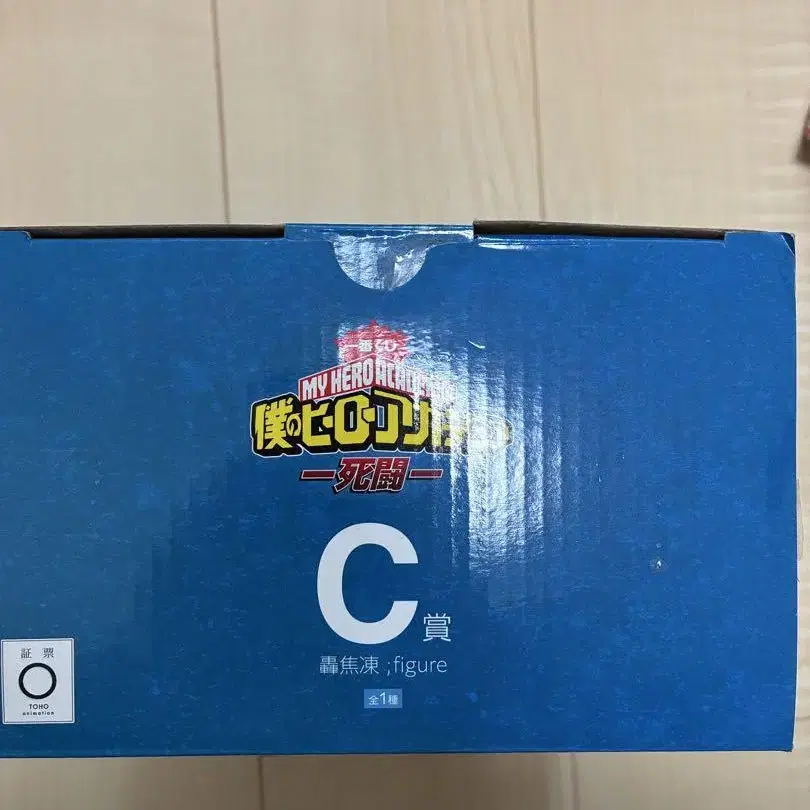 一番くじ
MY HERO ACADEMIA
僕のヒーローアカデミア
死闘
C賞
轟焦凍 ;figure
全1種
証 票
TOHO
animation